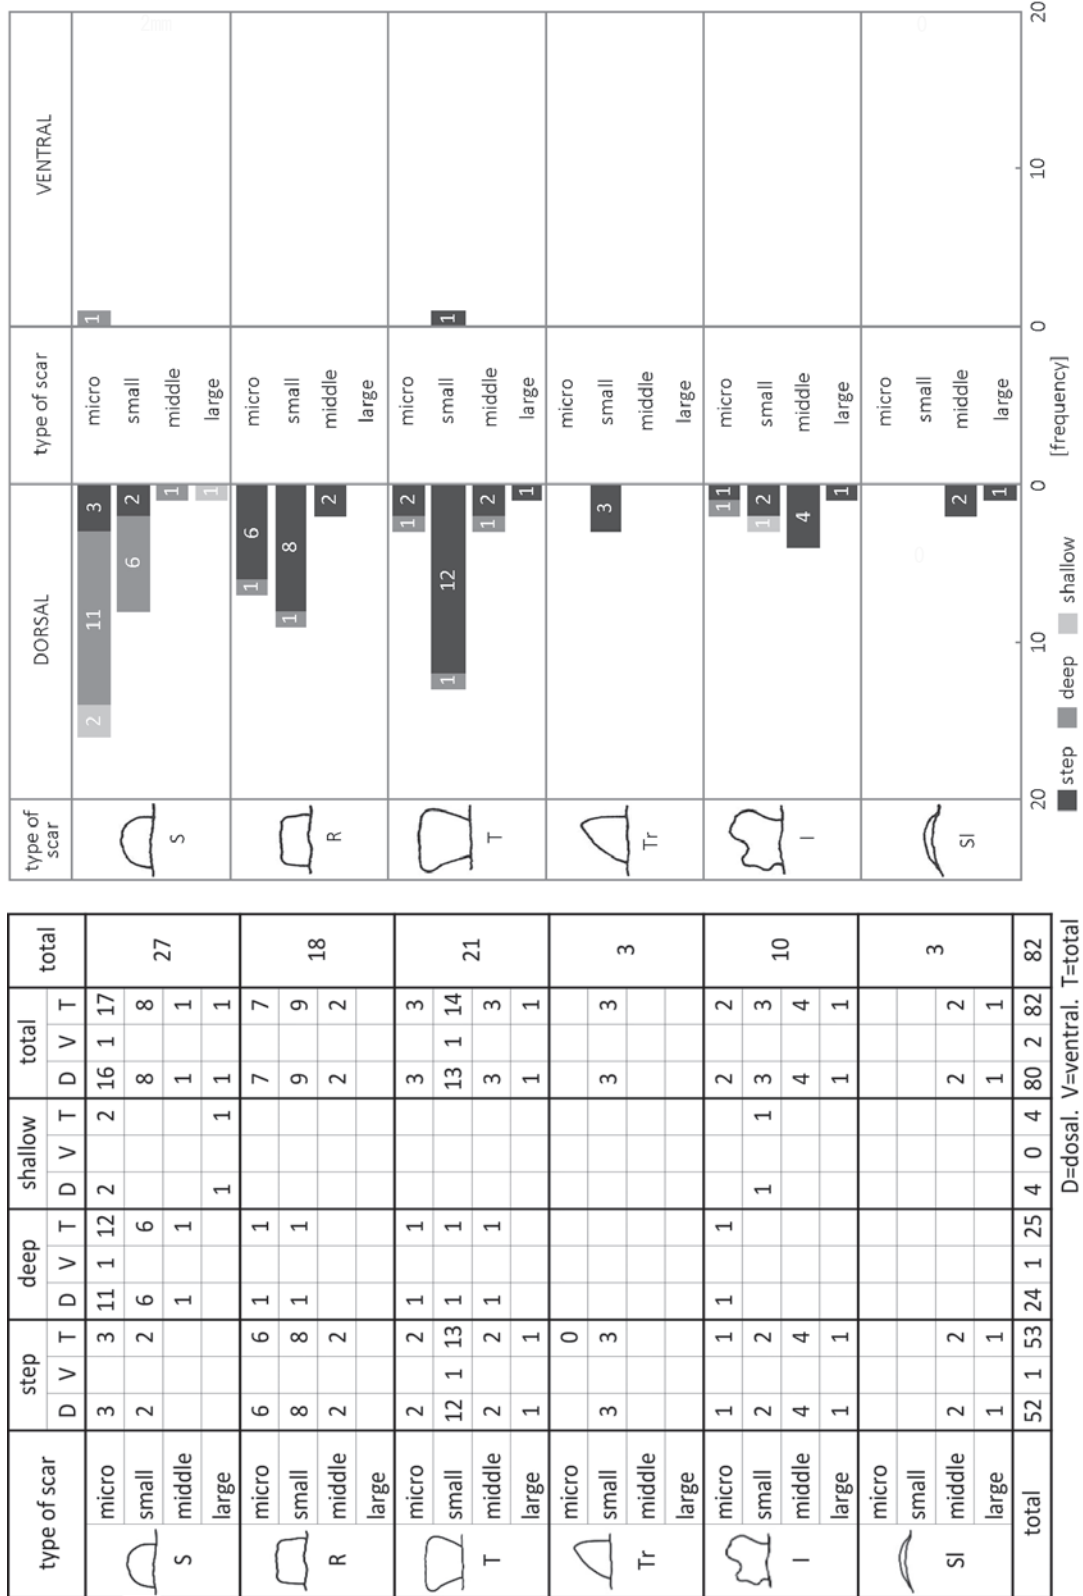 type of scar step deep shallow total total
D V T D V T D V T D V T
S micro 3 3 11 1 12 2 2 16 1 17 27
small 2 2 6 6 8 8
middle 1 1 1 1
large 1 1 1 1
R micro 6 6 1 1 7 7 18
small 8 8 1 1 9 9
middle 2 2 2 2
large
T micro 2 2 1 1 3 3 21
small 12 1 13 1 1 13 1 14
middle 2 2 1 1 3 3
large 1 1 1 1
Tr micro 0 3
small 3 3 3 3
middle
large
I micro 1 1 1 1 2 2 10
small 2 2 1 1 3 3
middle 4 4 4 4
large 1 1 1 1
Sl micro 3
small
middle 2 2 2 2
large 1 1 1 1
total 52 1 53 24 1 25 4 0 4 80 2 82 82
D=dosal. V=ventral. T=total
type of scar DORSAL type of scar VENTRAL
2mm
S 2 11 3 micro 1
6 2 small
1 middle
1 large
R 1 6 micro
1 8 small
2 middle
large
T 1 2 micro
1 12 small 1
1 2 middle
1 large
Tr micro
3 small
middle
large
I 1 1 micro
1 2 small
4 middle
1 large
Sl micro
0 small 0
2 middle
1 large
20 10 0 0 10 20
step deep shallow [frequency]